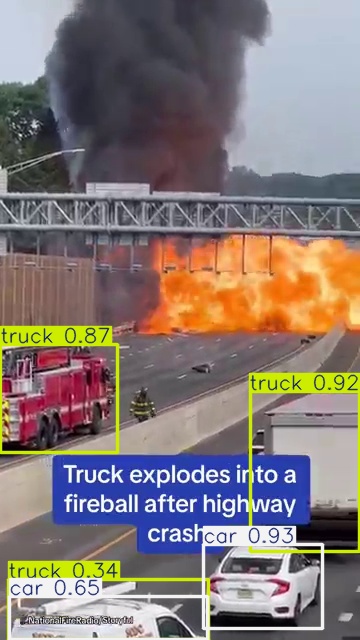 truck 0.87
truck 0.92
Truck explodes into a
fireball after highway
crash
car 0.93
truck 0.34
car 0.65
NationalFireRadio/Storyful